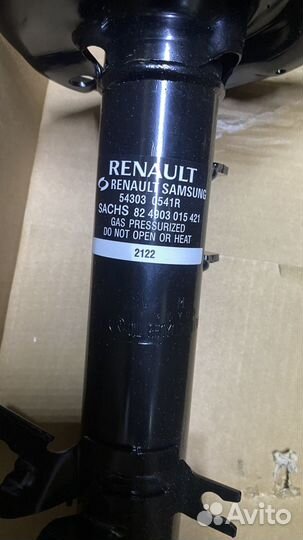 RENAULT
RENAULT SAMSUNG
54303 0541R
SACHS 82 4903 015 421
GAS PRESSURIZED
DO NOT OPEN OR HEAT
2122
Avito